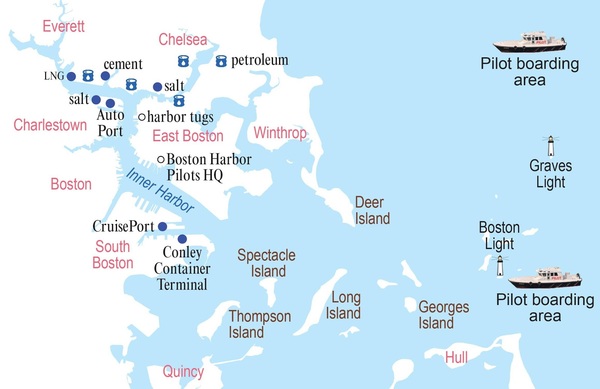 Everett
Chelsea
Pilot boarding
area
petroleum
cement
LNG
salt
salt
Auto
Port
harbor tugs
Charlestown
East Boston
Winthrop
Boston Harbor
Pilots HQ
Graves
Light
Boston
Inner Harbor
Deer
Island
CruisePort
Boston
Light
South
Boston
Conley
Container
Terminal
Spectacle
Island
Pilot boarding
area
Long
Island
Georges
Island
Thompson
Island
Hull
Quincy